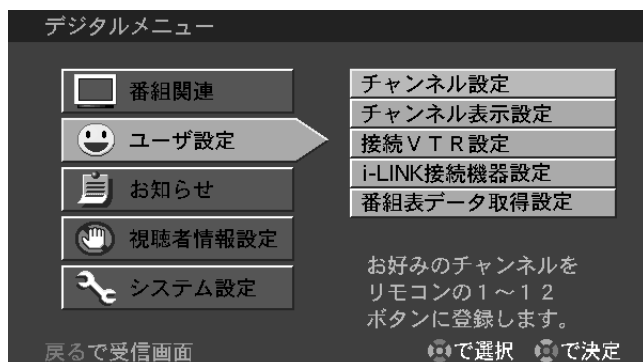 デジタルメニュー
番組関連
ユーザ設定
お知らせ
視聴者情報設定
システム設定
チャンネル設定
チャンネル表示設定
接続ＶＴＲ設定
i-LINK接続機器設定
番組表データ取得設定
お好みのチャンネルを
リモコンの１～１２
ボタンに登録します。
戻るで受信画面
で選択 で決定